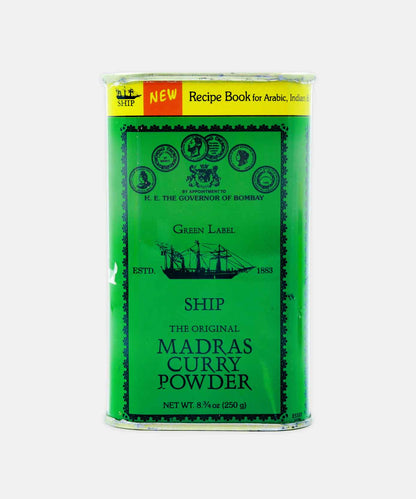 SHIP
NEW
Recipe Book for Arabic, Indian
BY APPOINTMENT TO
H. E. THE GOVERNOR OF BOMBAY
GREEN LABEL
ESTD. 1883
SHIP
THE ORIGINAL
MADRAS
CURRY
POWDER
NET WT. 8.¾ oz (250 g)